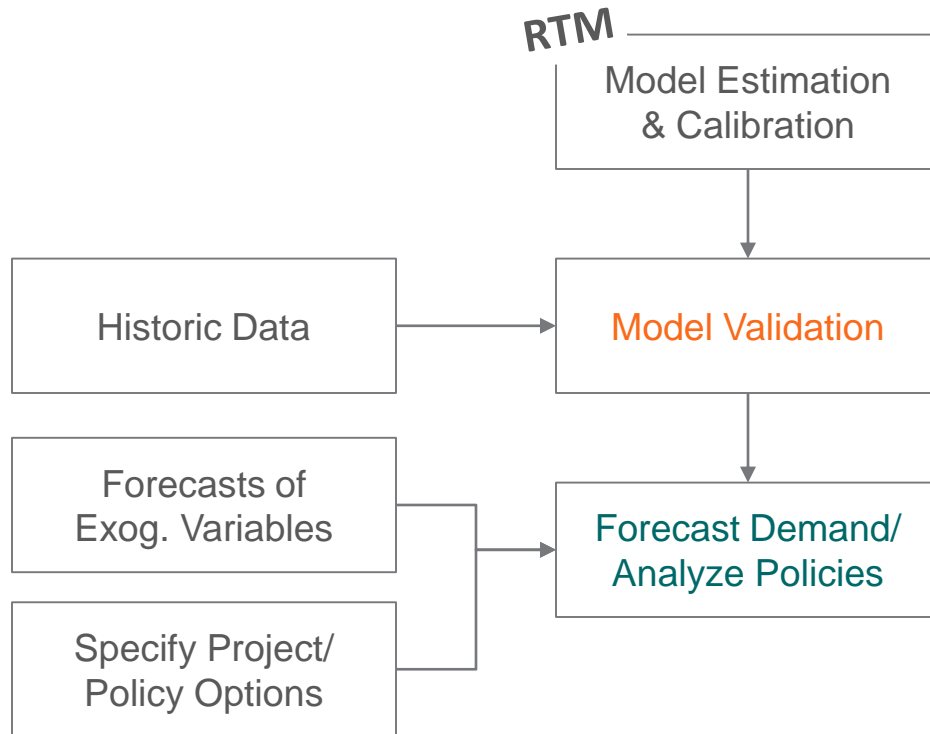 RTM
Model Estimation
& Calibration
Historic Data
Model Validation
Forecasts of
Exog. Variables
Forecast Demand/
Analyze Policies
Specify Project/
Policy Options